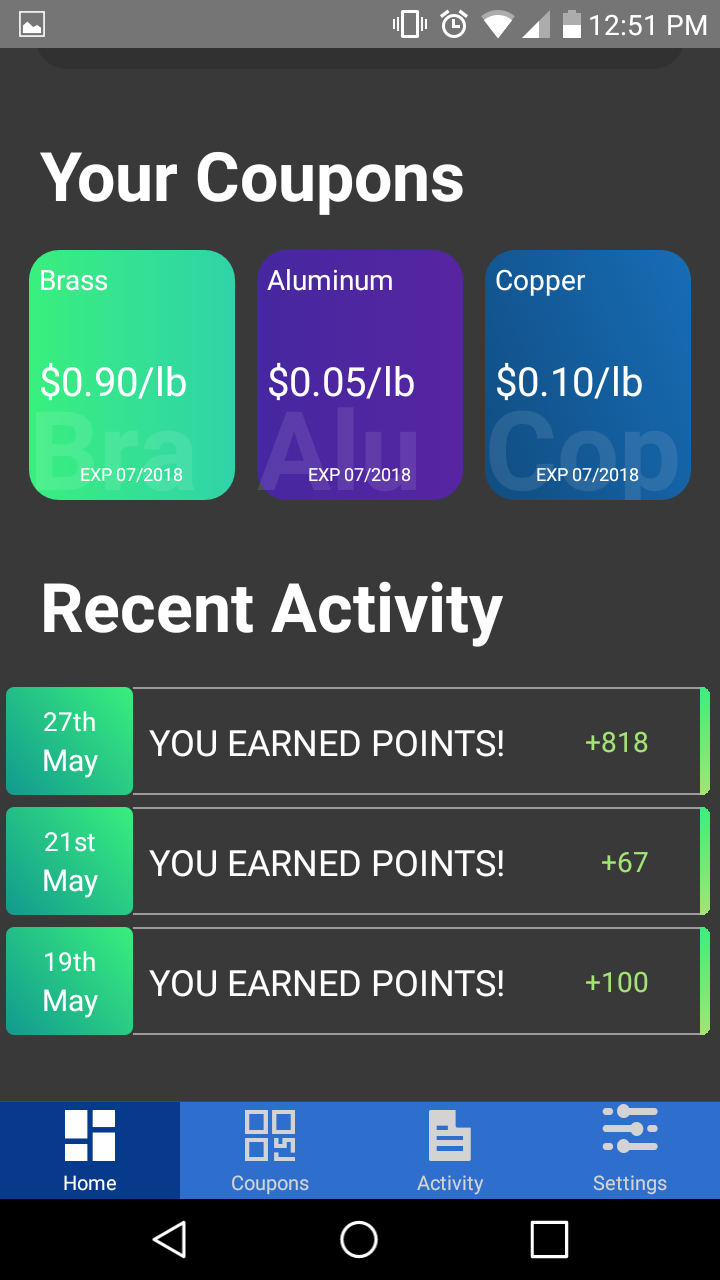 12:51 PM
Your Coupons
Brass
$0.90/lb
Bra
EXP 07/2018
Aluminum
$0.05/lb
Alu
EXP 07/2018
Copper
$0.10/lb
Cop
EXP 07/2018
Recent Activity
27th
May
YOU EARNED POINTS!
+818
21st
May
YOU EARNED POINTS!
+67
19th
May
YOU EARNED POINTS!
+100
Home
Coupons
Activity
Settings